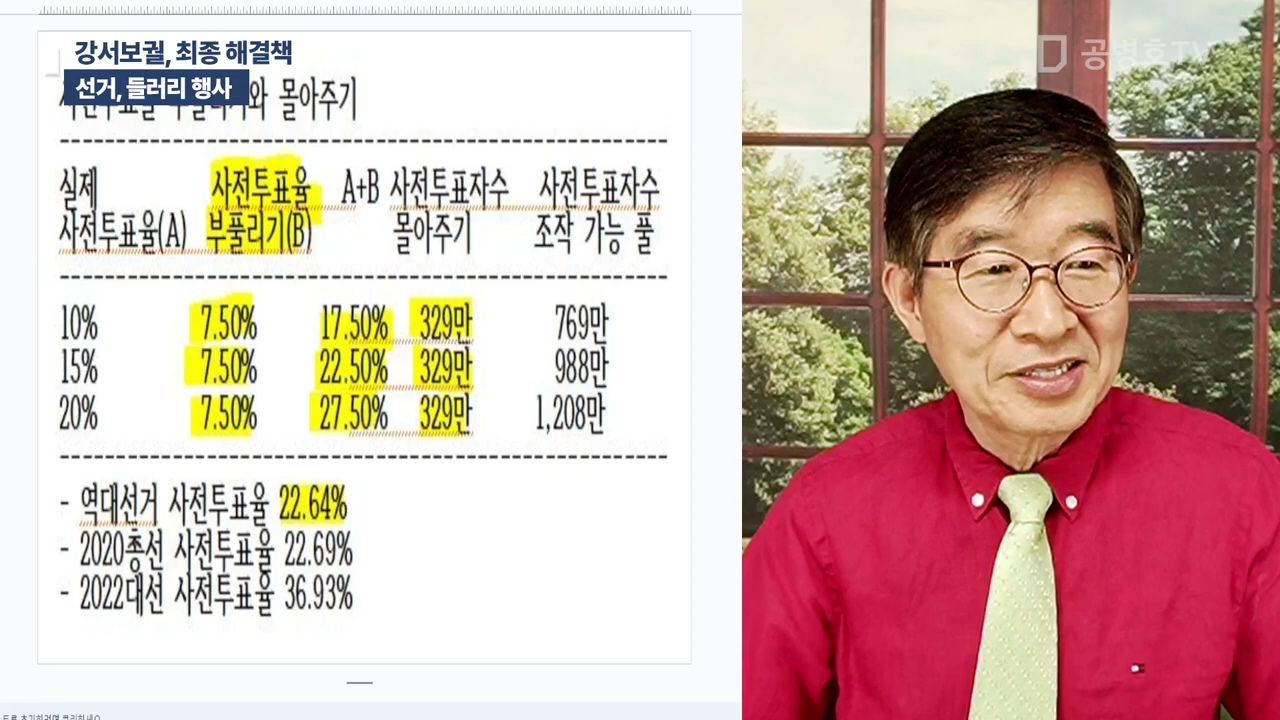 강서보궐, 최종 해결책
선거, 들러리 행사
몰아주기
실제 사전투표율 A+B 사전투표자수 사전투표자수
사전투표율(A) 부풀리기(B) 몰아주기 조작 가능 풀
10% 7.50% 17.50% 329만 769만
15% 7.50% 22.50% 329만 988만
20% 7.50% 27.50% 329만 1,208만
- 역대선거 사전투표율 22.64%
- 2020총선 사전투표율 22.69%
- 2022대선 사전투표율 36.93%
공병호TV